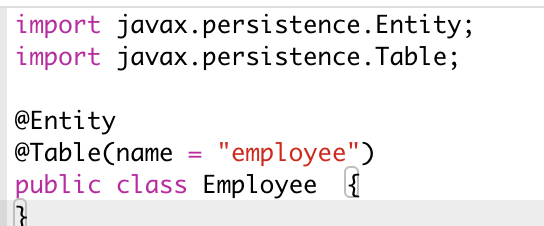 import javax.persistence.Entity;
import javax.persistence.Table;
@Entity
@Table(name = "employee")
public class Employee  {
}